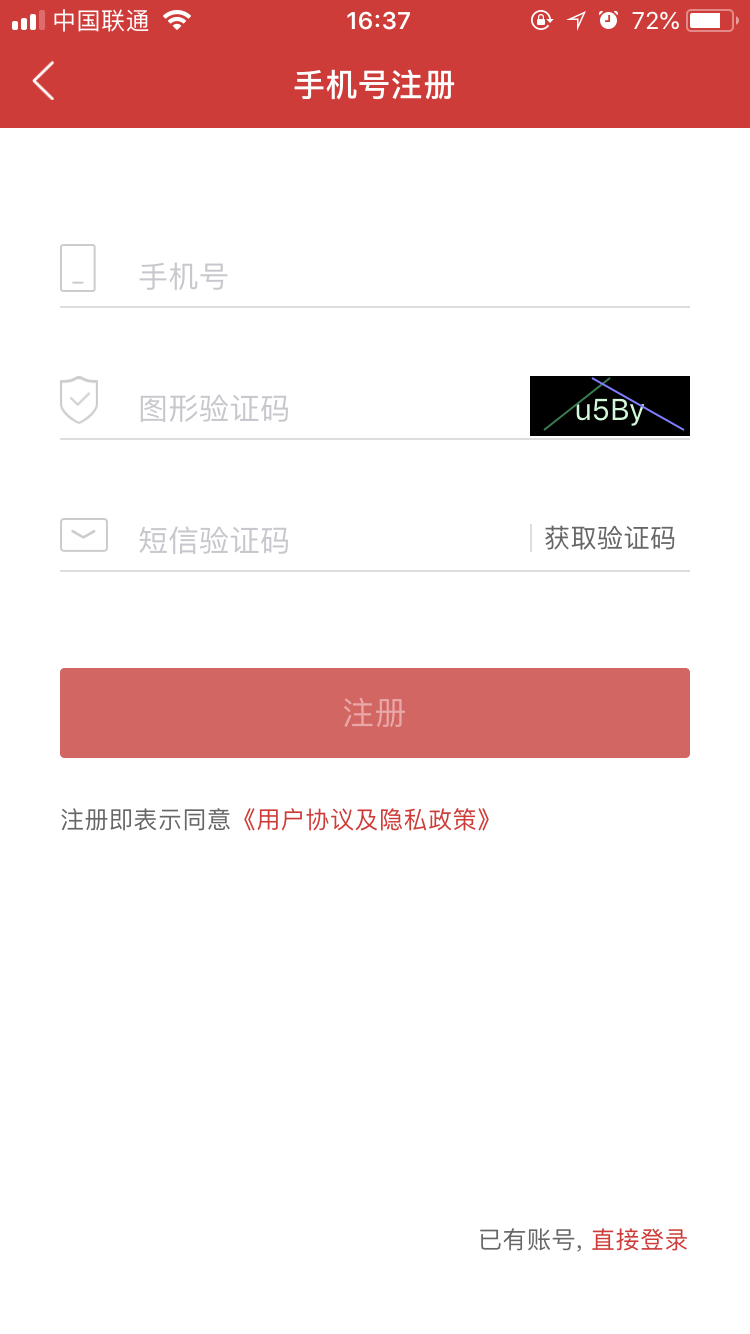 中国联通 16:37 72%
手机号注册
手机号
图形验证码 u5By
短信验证码 获取验证码
注册
注册即表示同意《用户协议及隐私政策》
已有账号, 直接登录